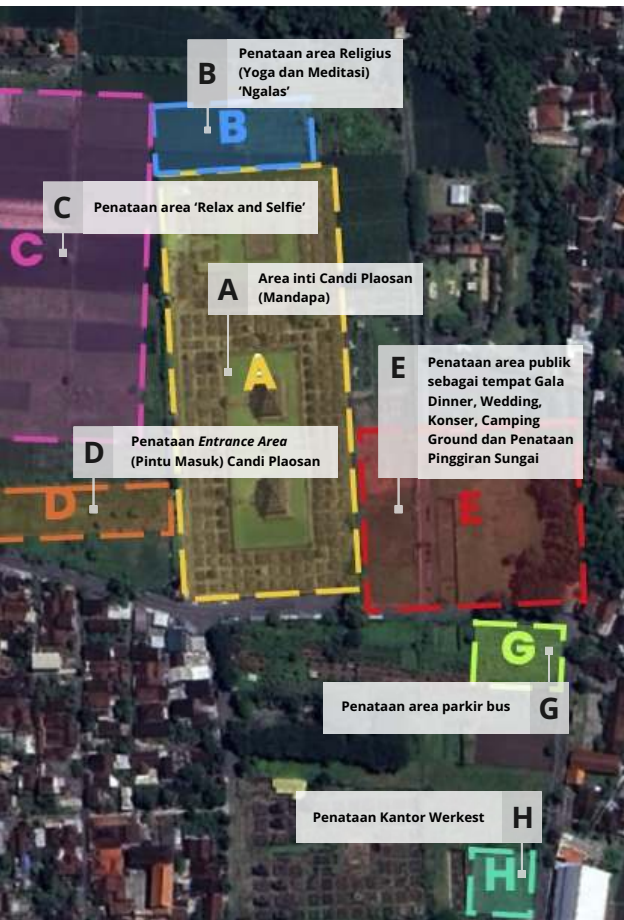 B
Penataan area Religius
(Yoga dan Meditasi)
‘Ngalas’
B
C
Penataan area ‘Relax and Selfie’
C
A
Area inti Candi Plaosan
(Mandapa)
A
E
Penataan area publik
sebagai tempat Gala
Dinner, Wedding,
Konser, Camping
Ground dan Penataan
Pinggiran Sungai
D
Penataan Entrance Area
(Pintu Masuk) Candi Plaosan
D
E
G
Penataan area parkir bus
G
Penataan Kantor Werkest
H
H